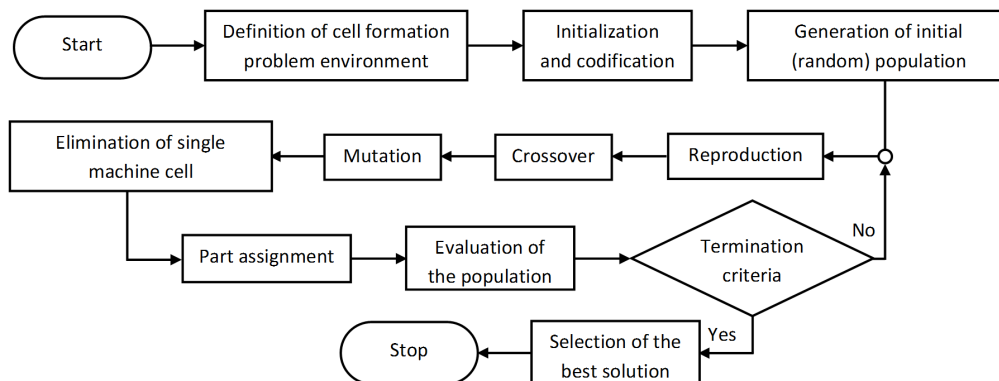 Start
Definition of cell formation
problem environment
Initialization
and codification
Generation of initial
(random) population
Elimination of single
machine cell
Mutation
Crossover
Reproduction
Part assignment
Evaluation of
the population
Termination
criteria
No
Yes
Stop
Selection of the
best solution